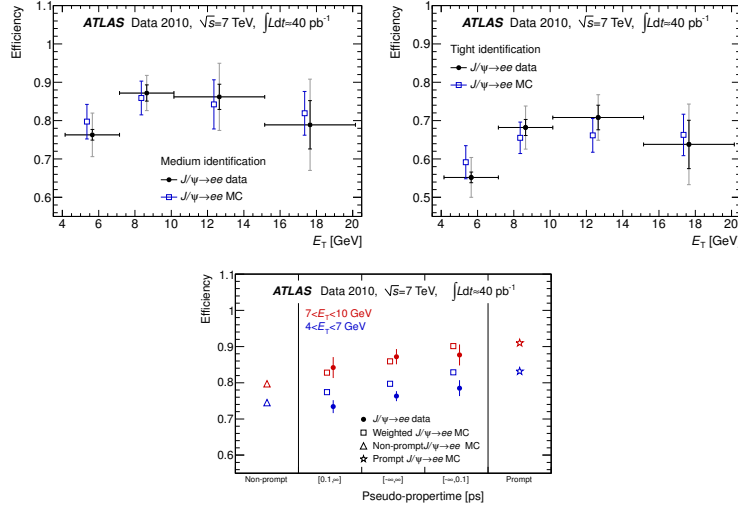 ATLAS Data 2010, √s=7 TeV, ∫Ldt≈40 pb⁻¹
Efficiency
1.1
1
0.9
0.8
0.7
0.6
Medium identification
J/ψ→ee data
J/ψ→ee MC
4 6 8 10 12 14 16 18 20
E_T [GeV]
ATLAS Data 2010, √s=7 TeV, ∫Ldt≈40 pb⁻¹
Efficiency
1
0.9
0.8
0.7
0.6
0.5
Tight identification
J/ψ→ee data
J/ψ→ee MC
4 6 8 10 12 14 16 18 20
E_T [GeV]
ATLAS Data 2010, √s=7 TeV, ∫Ldt≈40 pb⁻¹
Efficiency
1.1
1
0.9
0.8
0.7
0.6
7<E_T<10 GeV
4<E_T<7 GeV
J/ψ→ee data
Weighted J/ψ→ee MC
Non-prompt J/ψ→ee MC
Prompt J/ψ→ee MC
Non-prompt [0.1,∞] [-∞,∞] [-∞,0.1] Prompt
Pseudo-propertime [ps]